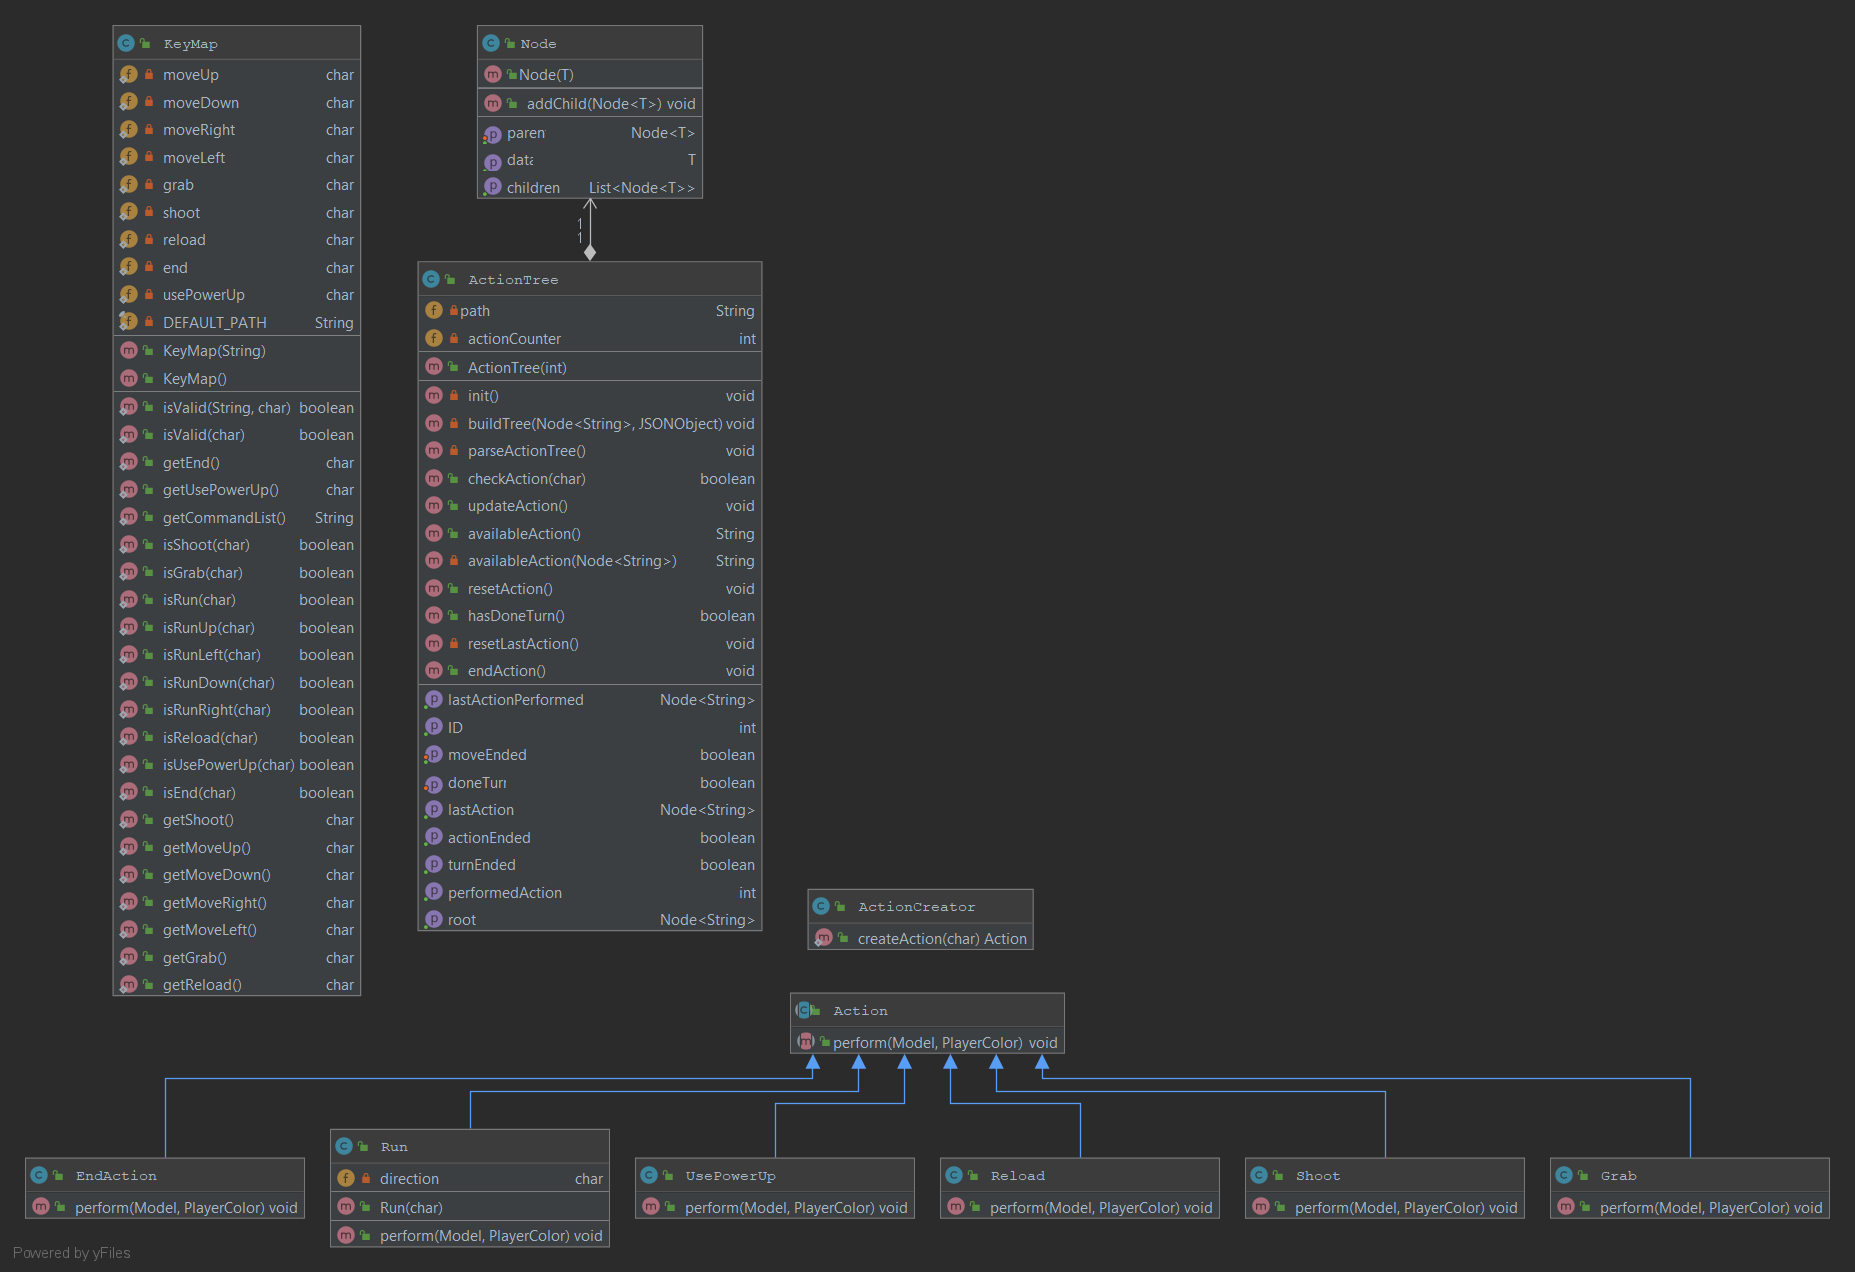 KeyMap
moveUp char
moveDown char
moveRight char
moveLeft char
grab char
shoot char
reload char
end char
usePowerUp char
DEFAULT_PATH String
KeyMap(String)
KeyMap()
isValid(String, char) boolean
isValid(char) boolean
getEnd() char
getUsePowerUp() char
getCommandList() String
isShoot(char) boolean
isGrab(char) boolean
isRun(char) boolean
isRunUp(char) boolean
isRunLeft(char) boolean
isRunDown(char) boolean
isRunRight(char) boolean
isReload(char) boolean
isUsePowerUp(char) boolean
isEnd(char) boolean
getShoot() char
getMoveUp() char
getMoveDown() char
getMoveRight() char
getMoveLeft() char
getGrab() char
getReload() char
Node
Node(T)
addChild(Node<T>) void
paren Node<T>
data T
children List<Node<T>>
1
1
ActionTree
path String
actionCounter int
ActionTree(int)
init() void
buildTree(Node<String>, JSONObject) void
parseActionTree() void
checkAction(char) boolean
updateAction() void
availableAction() String
availableAction(Node<String>) String
resetAction() void
hasDoneTurn() boolean
resetLastAction() void
endAction() void
lastActionPerformed Node<String>
ID int
moveEnded boolean
doneTurn boolean
lastAction Node<String>
actionEnded boolean
turnEnded boolean
performedAction int
root Node<String>
ActionCreator
createAction(char) Action
Action
perform(Model, PlayerColor) void
EndAction
perform(Model, PlayerColor) void
Run
direction char
Run(char)
perform(Model, PlayerColor) void
UsePowerUp
perform(Model, PlayerColor) void
Reload
perform(Model, PlayerColor) void
Shoot
perform(Model, PlayerColor) void
Grab
perform(Model, PlayerColor) void
Powered by yFiles